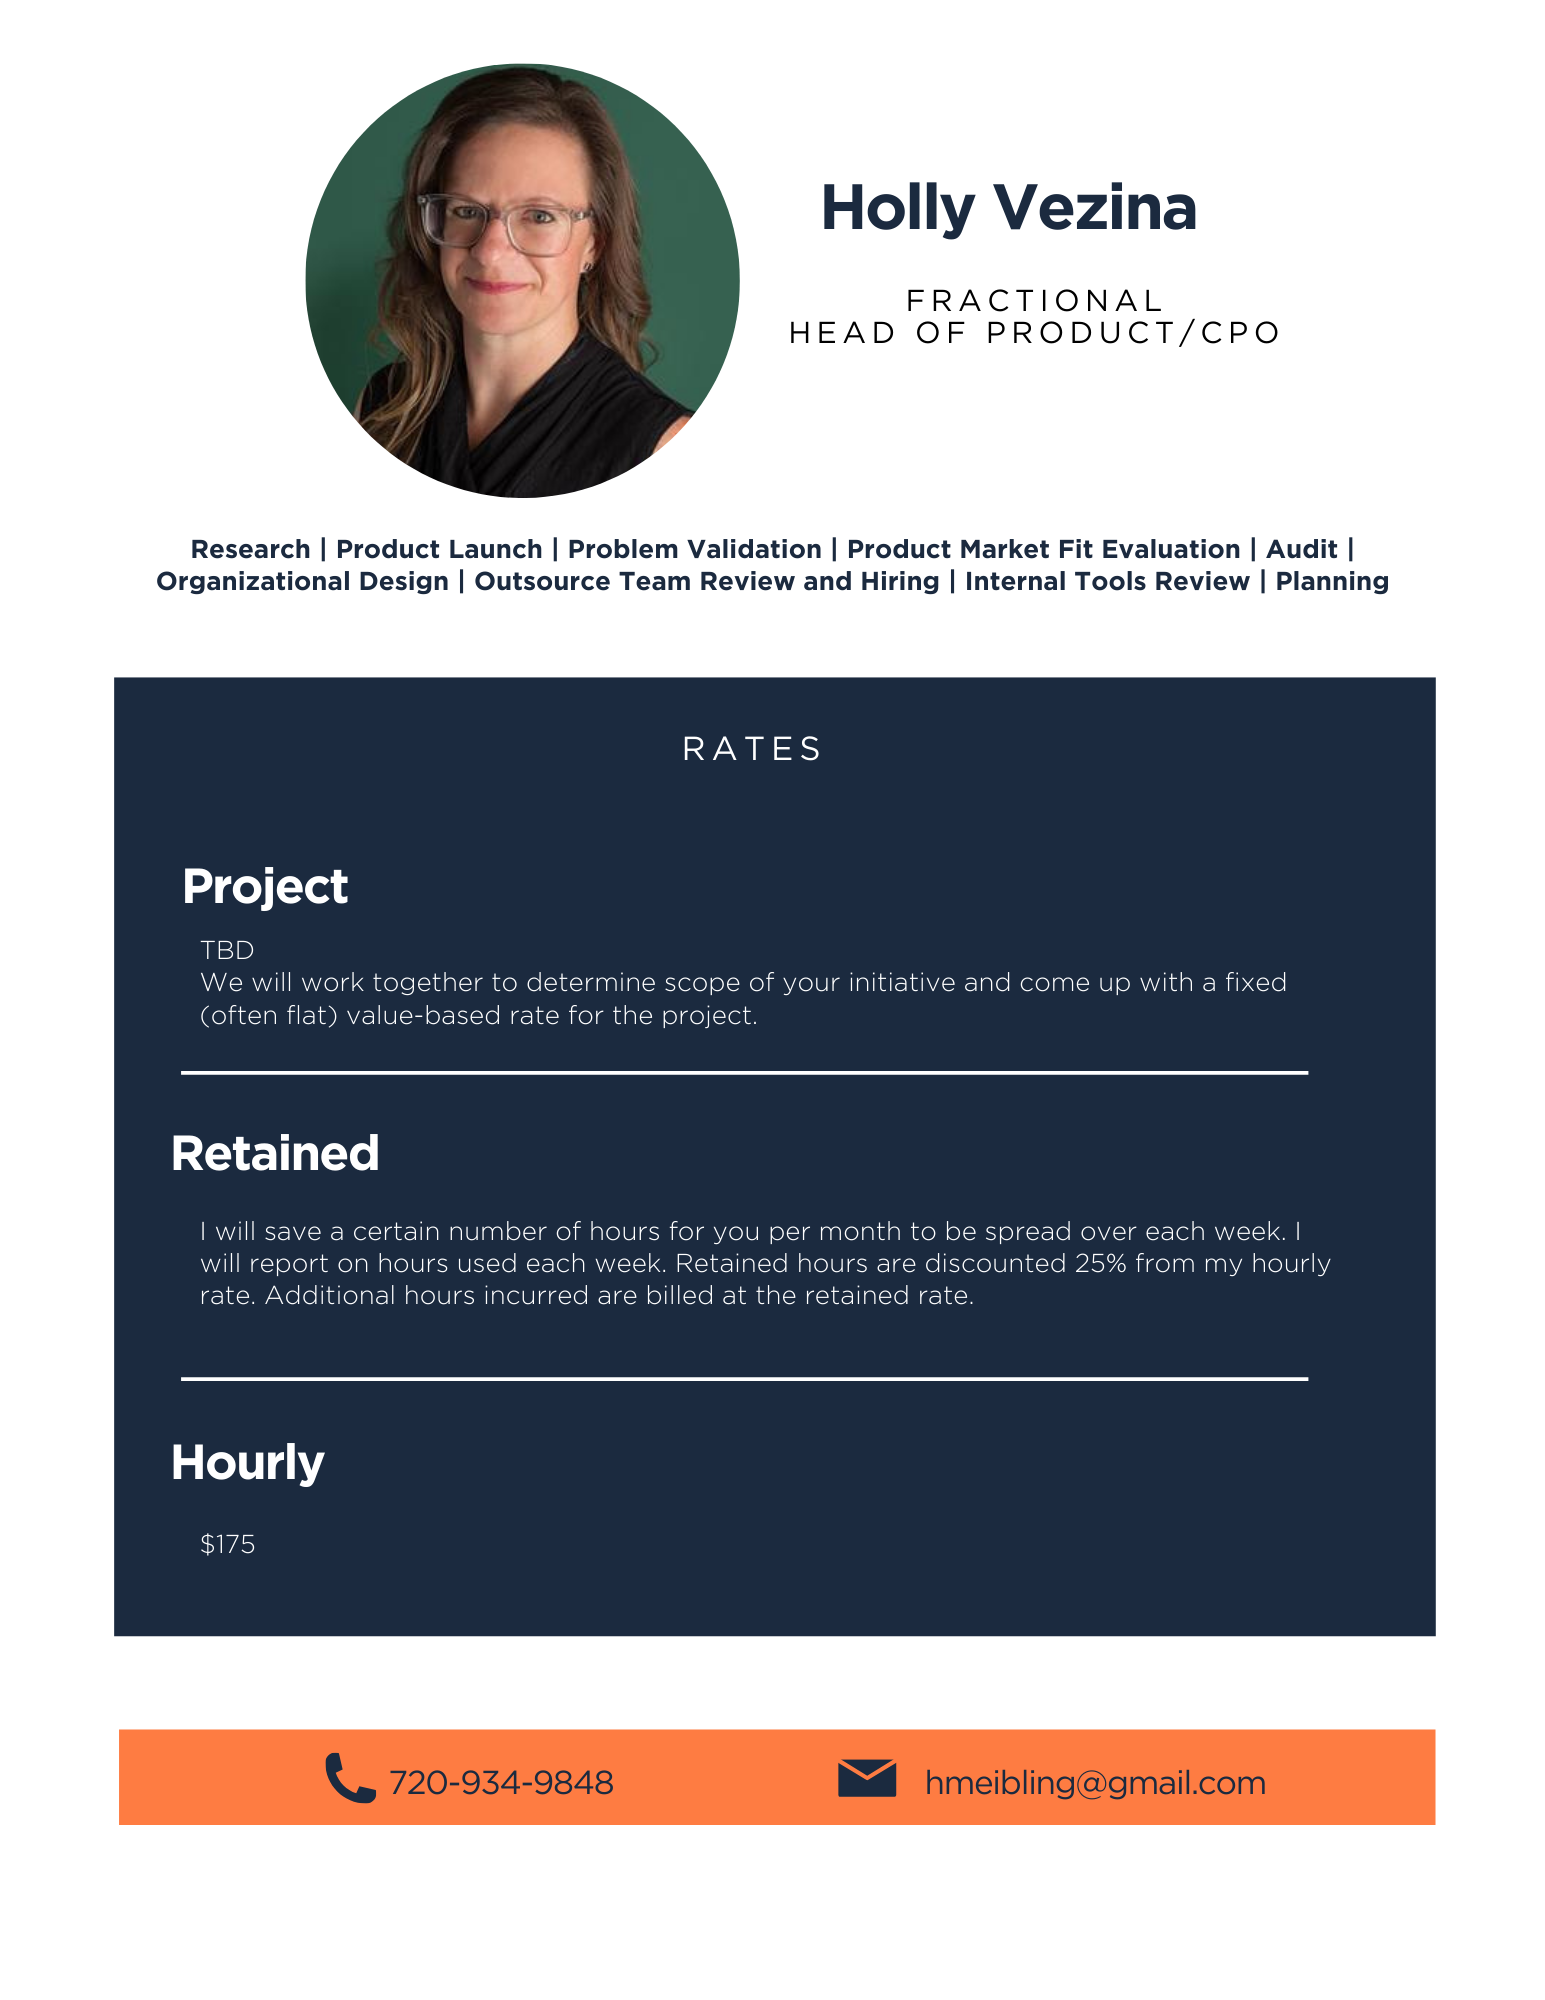 Holly Vezina
FRACTIONAL
HEAD OF PRODUCT/CPO
Research | Product Launch | Problem Validation | Product Market Fit Evaluation | Audit |
Organizational Design | Outsource Team Review and Hiring | Internal Tools Review | Planning
RATES
Project
TBD
We will work together to determine scope of your initiative and come up with a fixed
(often flat) value-based rate for the project.
Retained
I will save a certain number of hours for you per month to be spread over each week. I
will report on hours used each week. Retained hours are discounted 25% from my hourly
rate. Additional hours incurred are billed at the retained rate.
Hourly
$175
720-934-9848
hmeibling@gmail.com